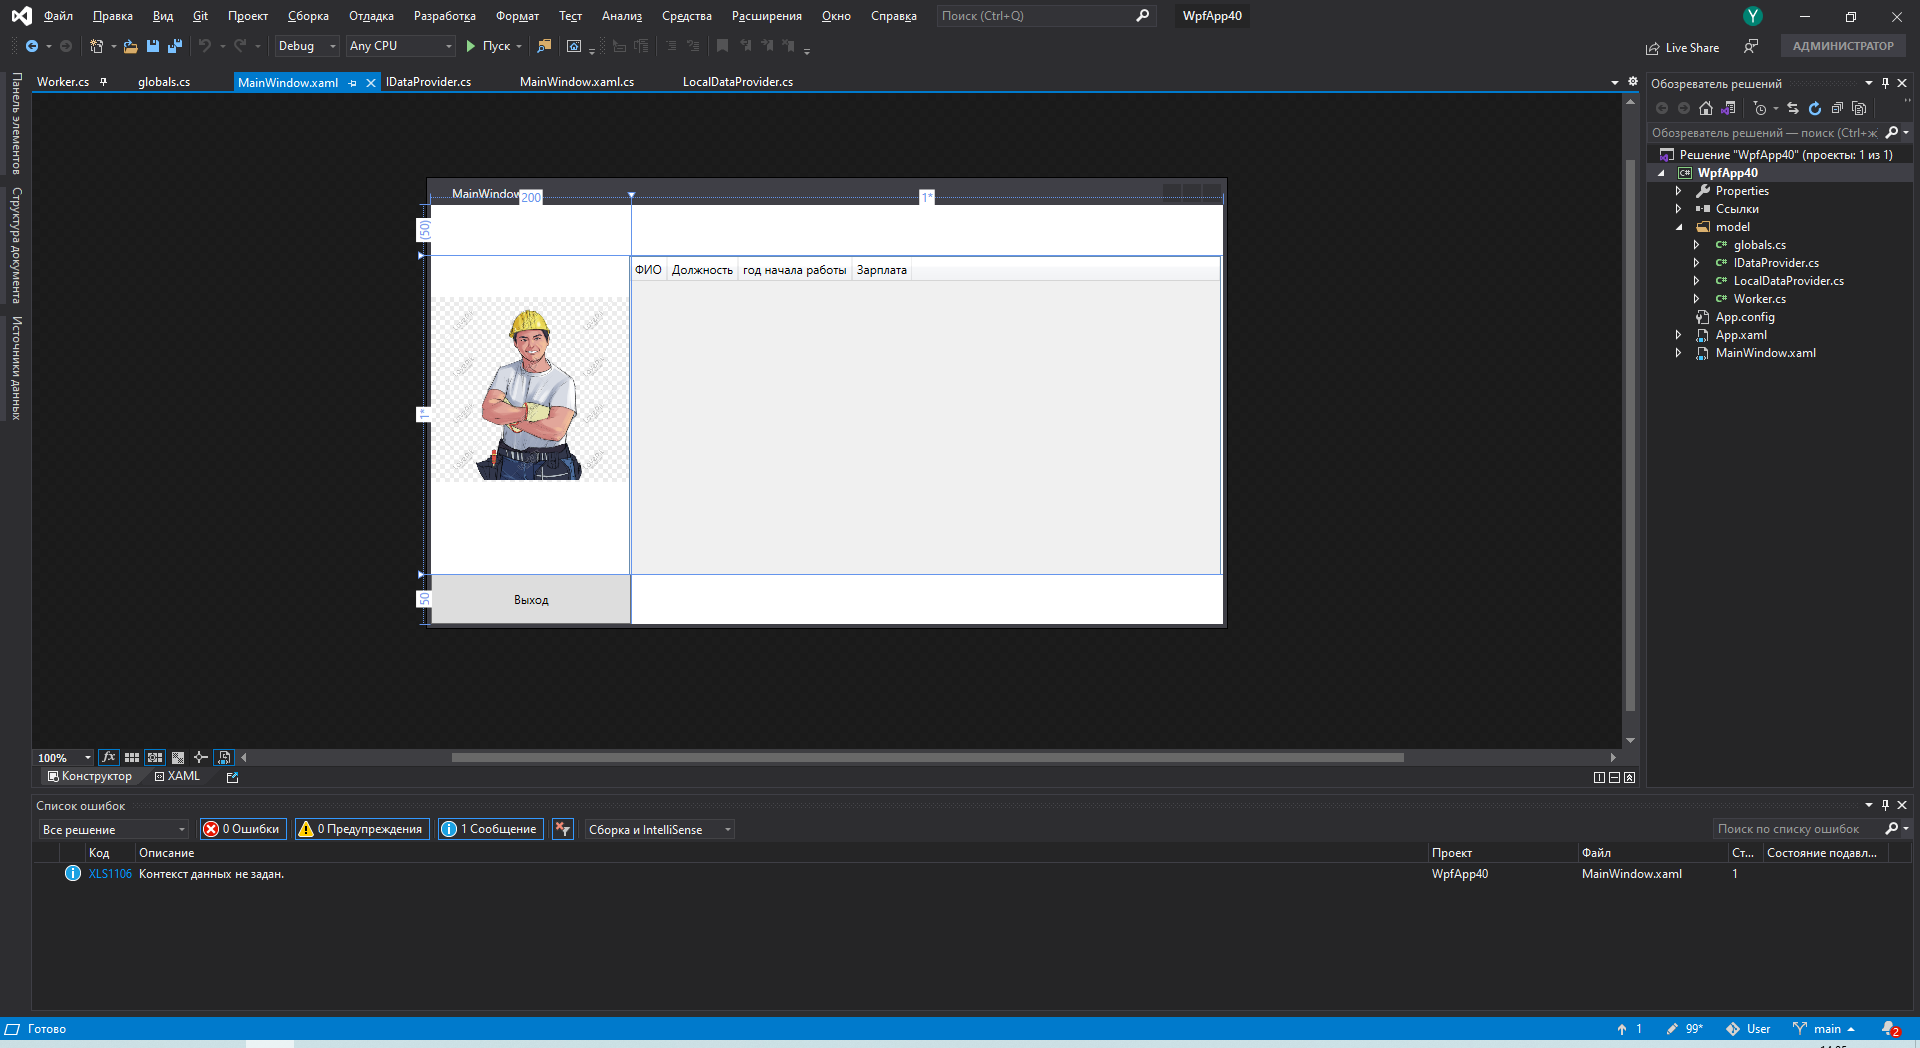 Файл Правка Вид Git Проект Сборка Отладка Разработка Формат Тест Анализ Средства Расширения Окно Справка Поиск (Ctrl+Q) WpfApp40 Y
Debug Any CPU Пуск Live Share АДМИНИСТРАТОР
Панель элементов
Структура документа
Источники данных
Worker.cs globals.cs MainWindow.xaml IDataProvider.cs MainWindow.xaml.cs LocalDataProvider.cs
MainWindow
200
1*
(50)
ФИО Должность год начала работы Зарплата
1*
50
Выход
100%
Конструктор XAML
Обозреватель решений
Обозреватель решений — поиск (Ctrl+ж
Решение "WpfApp40" (проекты: 1 из 1)
WpfApp40
Properties
Ссылки
model
globals.cs
IDataProvider.cs
LocalDataProvider.cs
Worker.cs
App.config
App.xaml
MainWindow.xaml
Список ошибок
Все решение 0 Ошибки 0 Предупреждения 1 Сообщение Сборка и IntelliSense Поиск по списку ошибок
Код Описание Проект Файл Ст... Состояние подавл...
XLS1106 Контекст данных не задан. WpfApp40 MainWindow.xaml 1
Готово 1 99* User main 2